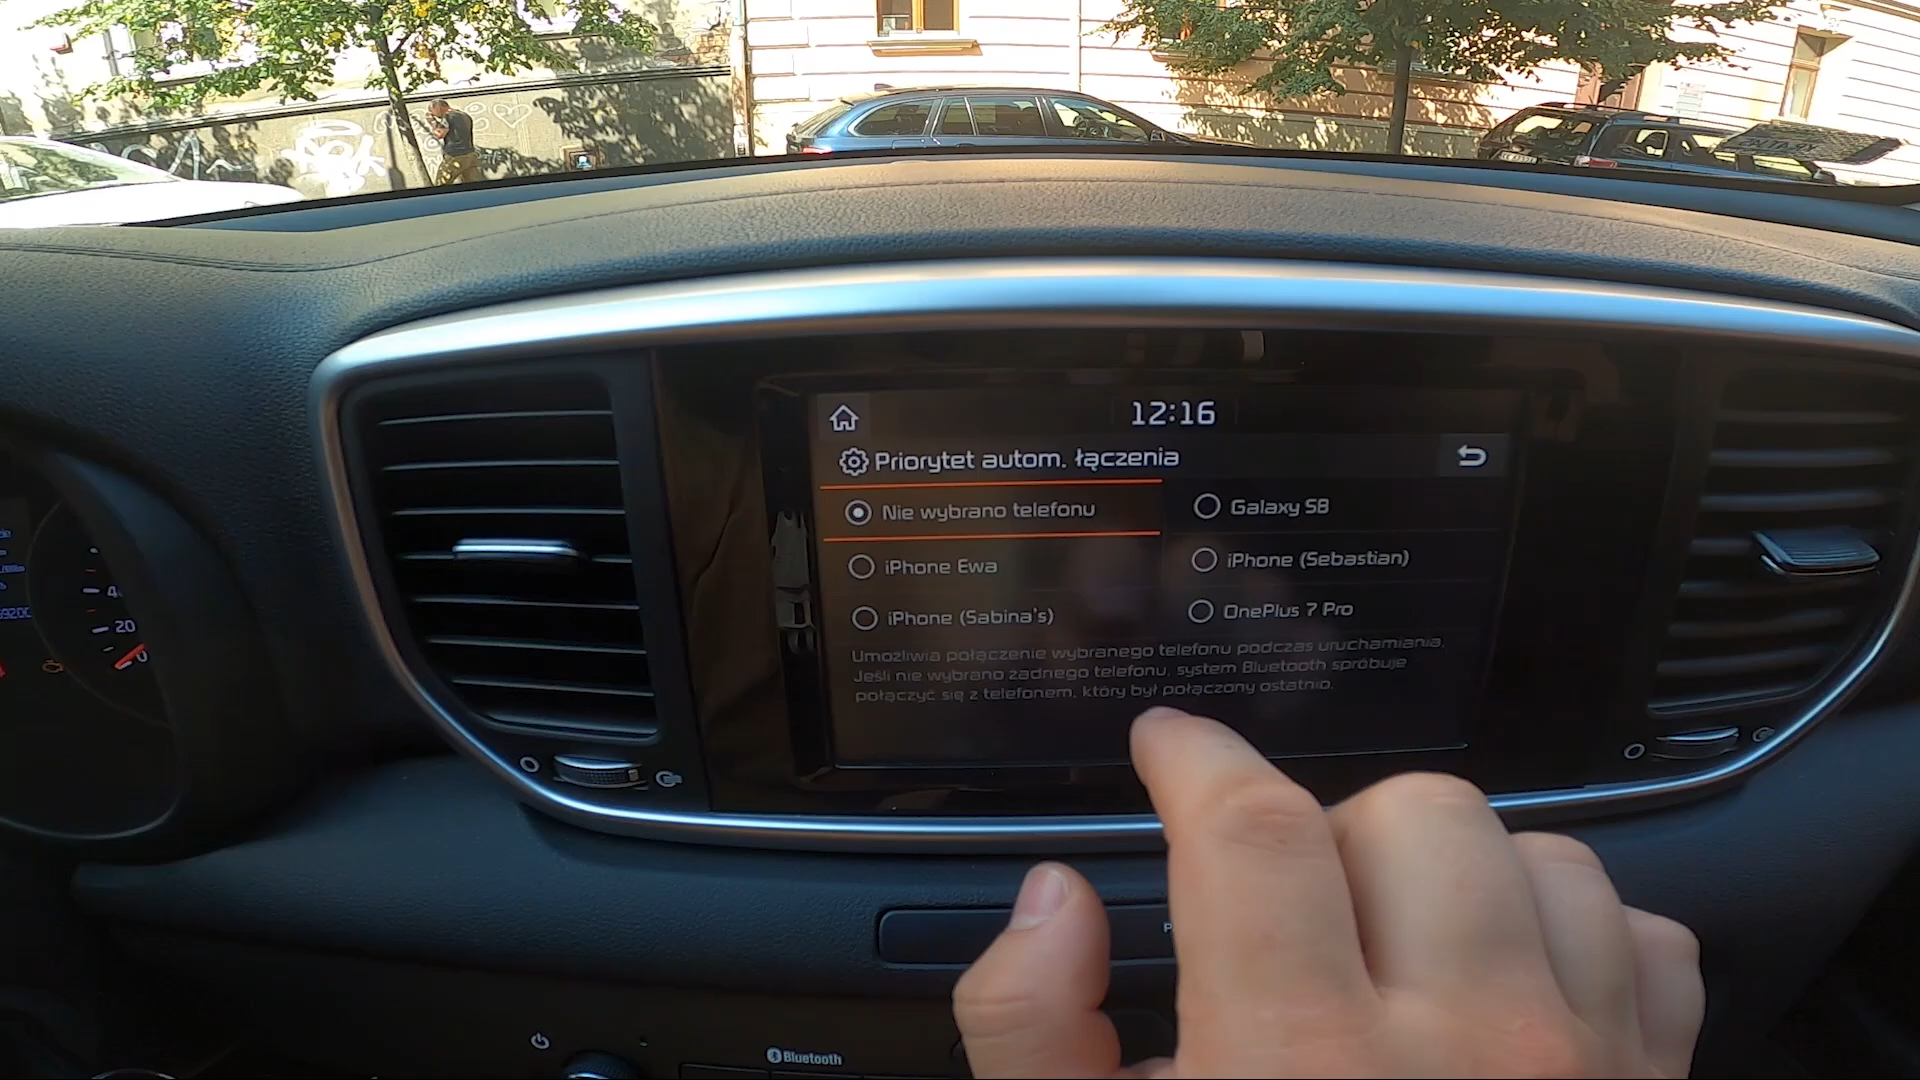 12:16
Priorytet autom. łączenia
Nie wybrano telefonu
Galaxy S8
iPhone Ewa
iPhone (Sebastian)
iPhone (Sabina's)
OnePlus 7 Pro
Umożliwia połączenie wybranego telefonu podczas uruchamiania.
Jeśli nie wybrano żadnego telefonu, system Bluetooth spróbuje
połączyć się z telefonem, który był połączony ostatnio.
20
0
Bluetooth